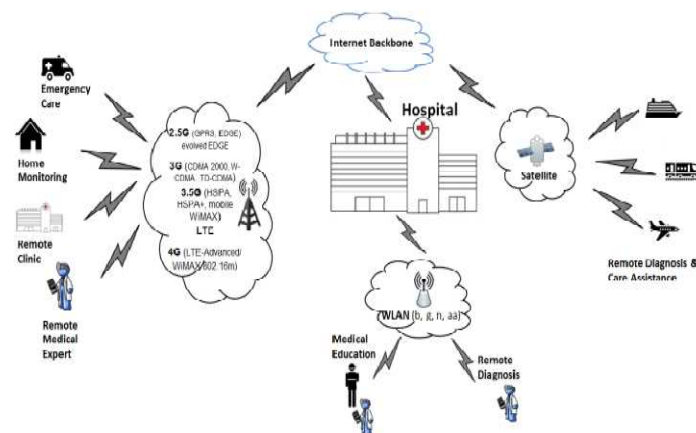 Internet Backbone
Emergency
Care
Hospital
2.5G (GPRS, EDGE)
evolved EDGE
Home
Monitoring
3G (CDMA 2000, W-
CDMA, TD-CDMA)
3.5G (HSPA,
HSPA+, mobile
WiMAX)
LTE
Satellite
Remote
Clinic
4G (LTE-Advanced/
WiMAX/802.16m)
Remote Diagnosis &
Care Assistance
Remote
Medical
Expert
WLAN (b, g, n, aa)
Medical
Education
Remote
Diagnosis